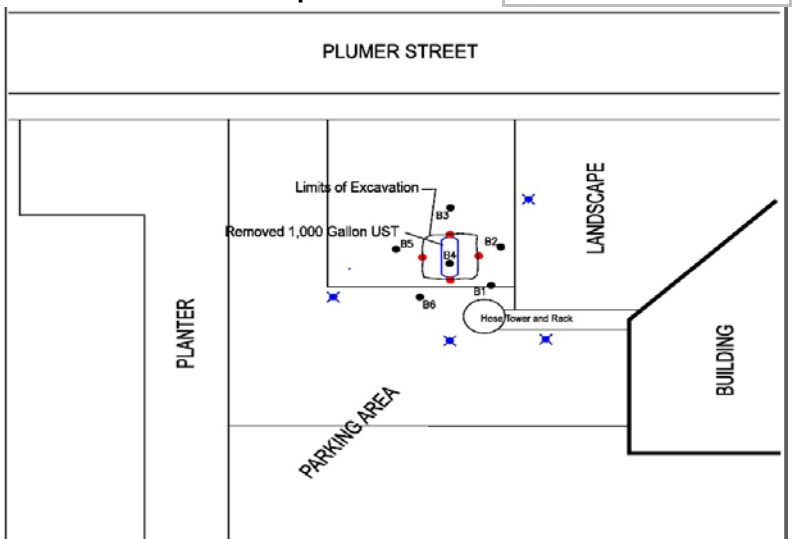 PLUMER STREET
Limits of Excavation
B3
Removed 1,000 Gallon UST
B5
B2
B4
B1
B6
Hose Tower and Rack
LANDSCAPE
PLANTER
BUILDING
PARKING AREA